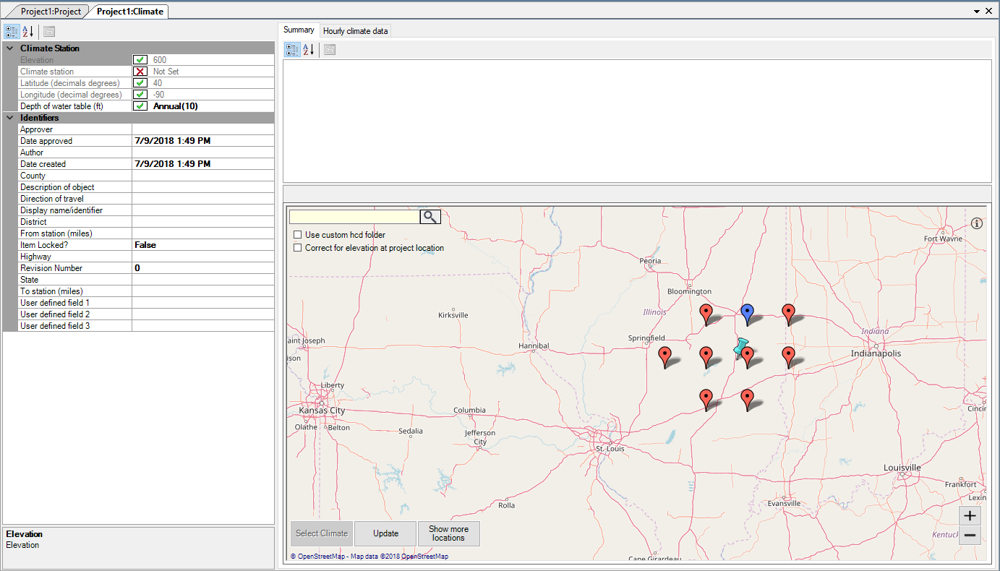 Project1:Project
Project1:Climate
Climate Station
Elevation 600
Climate station Not Set
Latitude (decimals degrees) 40
Longitude (decimal degrees) -90
Depth of water table (ft) Annual(10)
Identifiers
Approver
Date approved 7/9/2018 1:49 PM
Author
Date created 7/9/2018 1:49 PM
County
Description of object
Direction of travel
Display name/identifier
District
From station (miles)
Item Locked? False
Highway
Revision Number 0
State
To station (miles)
User defined field 1
User defined field 2
User defined field 3
Elevation
Elevation
Summary
Hourly climate data
Use custom hcd folder
Correct for elevation at project location
Fort Wayne
Peoria
Bloomington
Illinois
Kirksville
Indiana
Springfield
aint Joseph
Hannibal
Indianapolis
ison
Liberty
Kansas City
Columbia
Cincin
Olathe
Belton
Sedalia
Jefferson
City
St. Louis
Louisville
Frankfort
Lexin
Evansville
Rolla
Kentuck
Cape Girardeau
Select Climate
Update
Show more
locations
© OpenStreetMap - Map data ©2018 OpenStreetMap